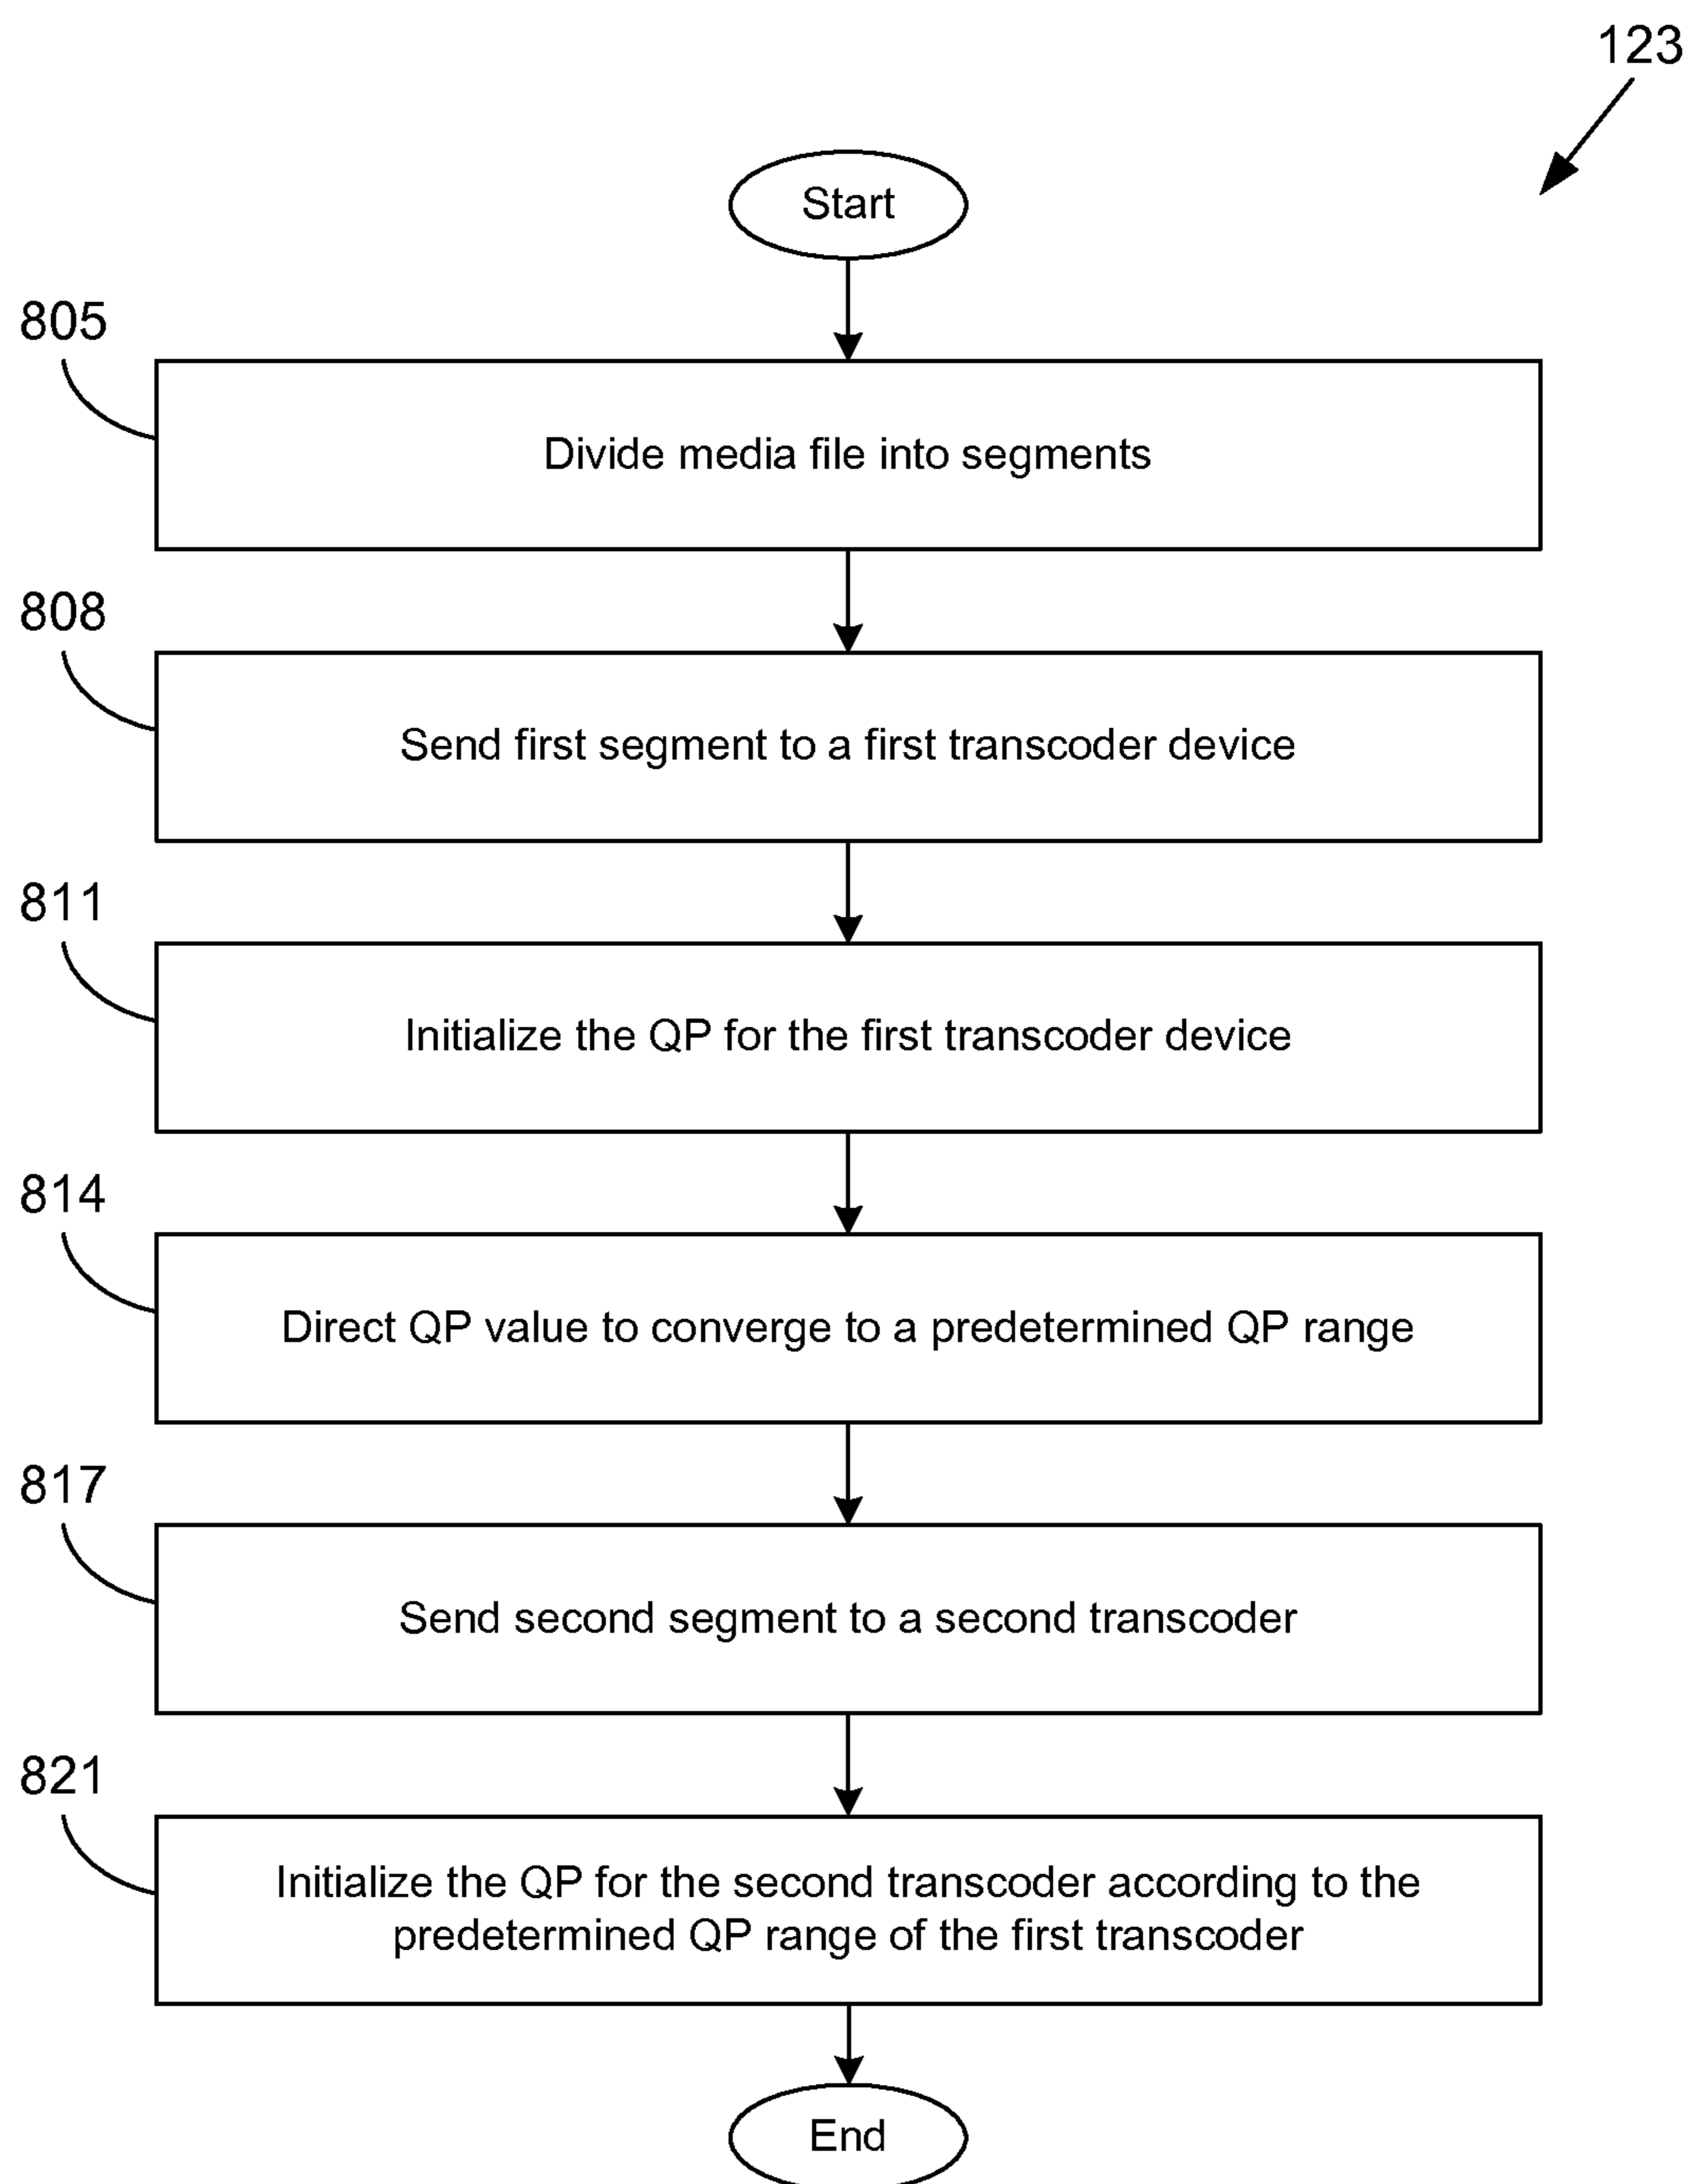 123
Start
805
Divide media file into segments
808
Send first segment to a first transcoder device
811
Initialize the QP for the first transcoder device
814
Direct QP value to converge to a predetermined QP range
817
Send second segment to a second transcoder
821
Initialize the QP for the second transcoder according to the
predetermined QP range of the first transcoder
End